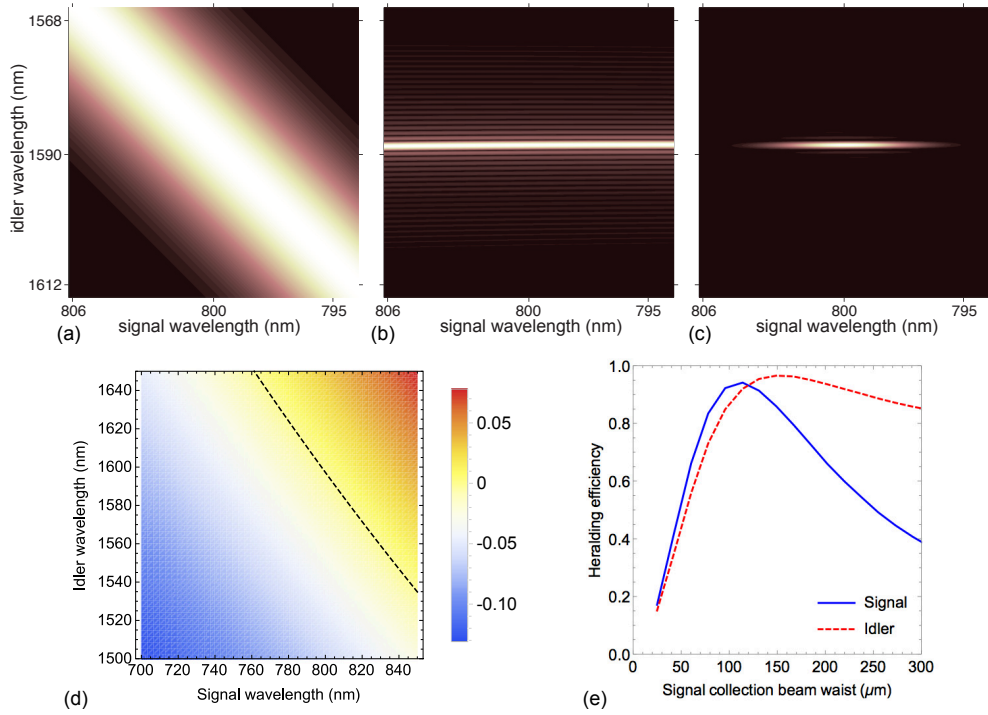 1568
1590
1612
idler wavelength (nm)
806 800 795
signal wavelength (nm)
(a)
806 800 795
signal wavelength (nm)
(b)
806 800 795
signal wavelength (nm)
(c)
1640
1620
1600
1580
1560
1540
1520
1500
Idler wavelength (nm)
700 720 740 760 780 800 820 840
Signal wavelength (nm)
(d)
0.05
0
-0.05
-0.10
1.0
0.8
0.6
0.4
0.2
0.0
Heralding efficiency
Signal
Idler
0 50 100 150 200 250 300
Signal collection beam waist (μm)
(e)